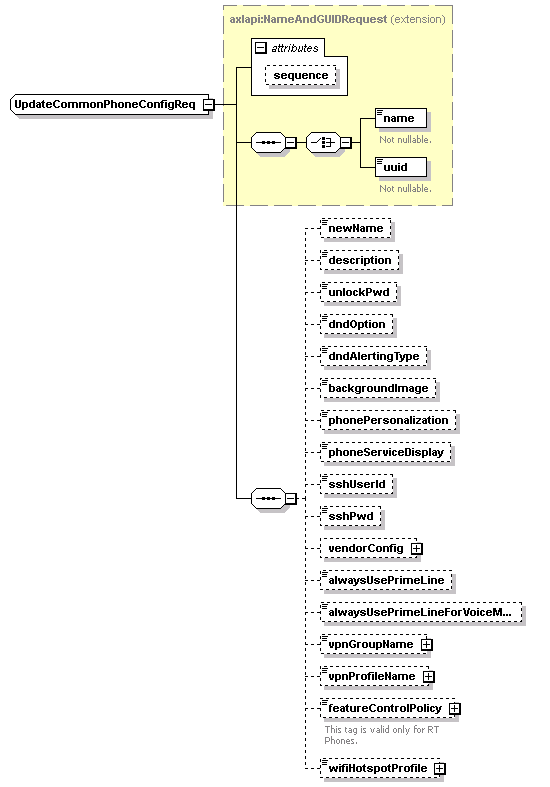 axlapi:NameAndGUIDRequest (extension)
attributes
sequence
UpdateCommonPhoneConfigReq
name
Not nullable.
uuid
Not nullable.
newName
description
unlockPwd
dndOption
dndAlertingType
backgroundImage
phonePersonalization
phoneServiceDisplay
sshUserId
sshPwd
vendorConfig
alwaysUsePrimeLine
alwaysUsePrimeLineForVoiceM...
vpnGroupName
vpnProfileName
featureControlPolicy
This tag is valid only for RT
Phones.
wifiHotspotProfile